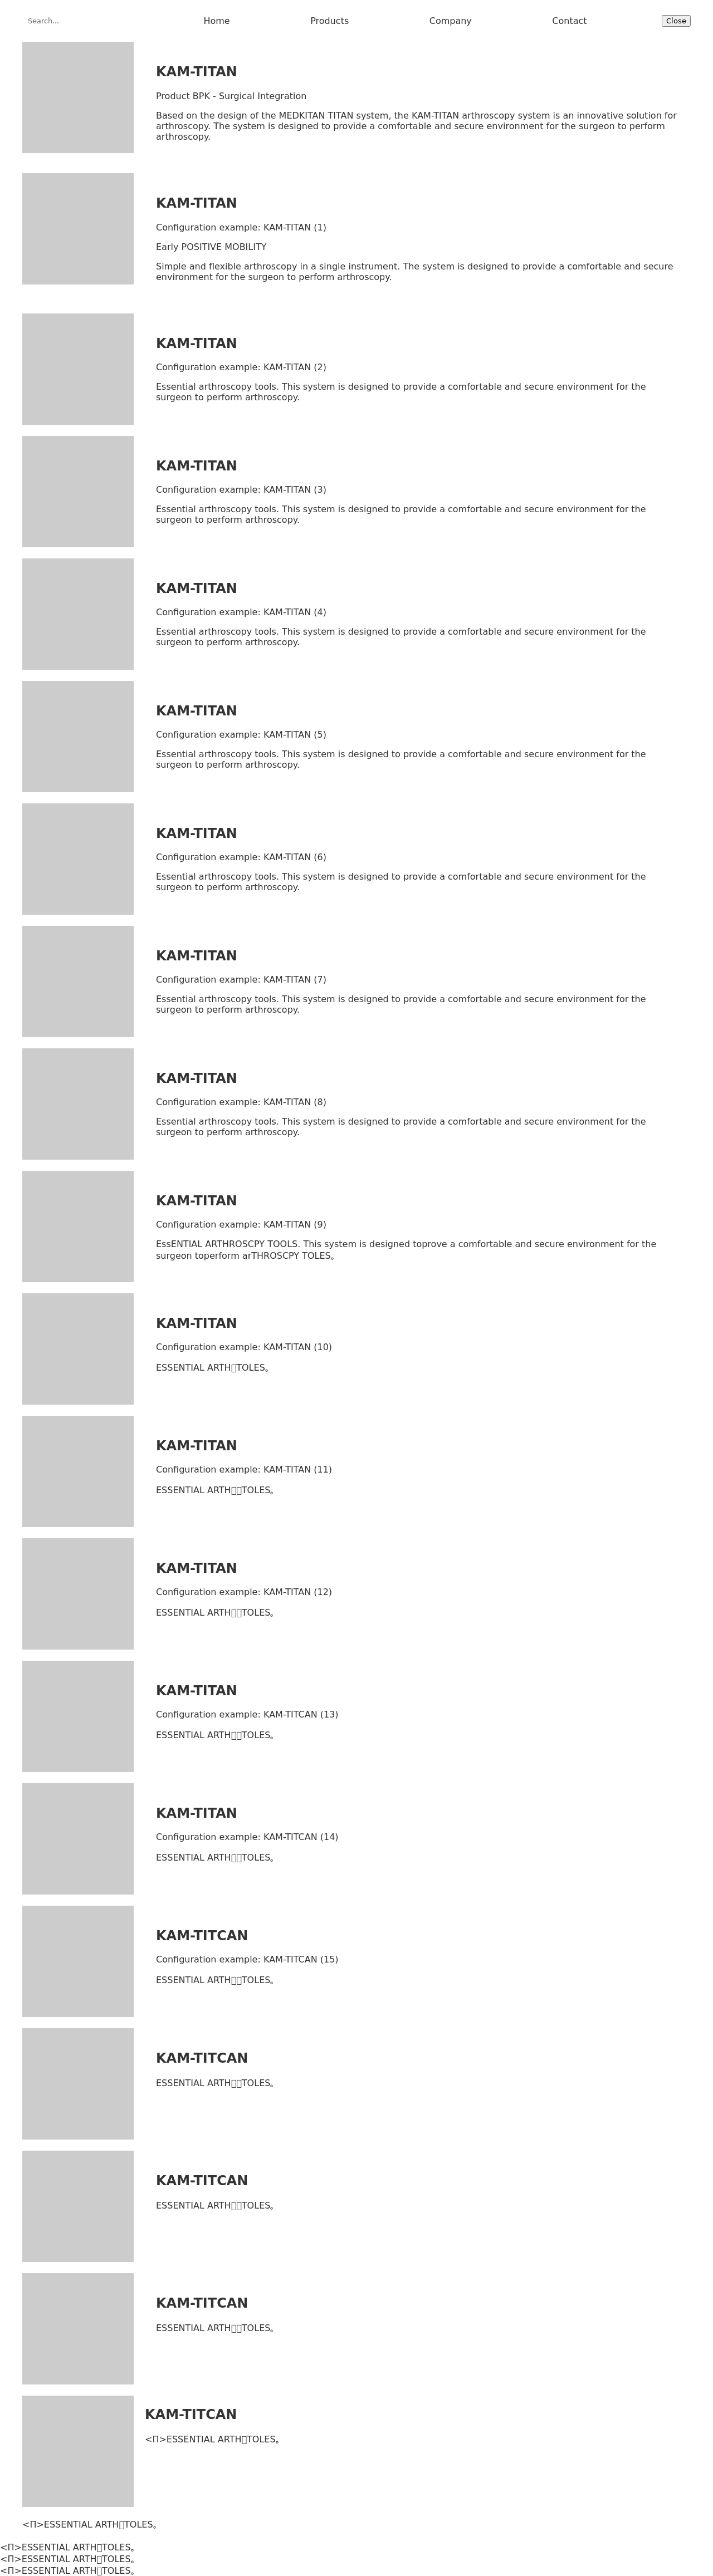 Search...
Home
Products
Company
Contact
Close
KAM-TITAN
Product BPK - Surgical Integration
Based on the design of the MEDKITAN TITAN system, the KAM-TITAN arthroscopy system is an innovative solution for
arthroscopy. The system is designed to provide a comfortable and secure environment for the surgeon to perform
arthroscopy.
KAM-TITAN
Configuration example: KAM-TITAN (1)
Early POSITIVE MOBILITY
Simple and flexible arthroscopy in a single instrument. The system is designed to provide a comfortable and secure
environment for the surgeon to perform arthroscopy.
KAM-TITAN
Configuration example: KAM-TITAN (2)
Essential arthroscopy tools. This system is designed to provide a comfortable and secure environment for the
surgeon to perform arthroscopy.
KAM-TITAN
Configuration example: KAM-TITAN (3)
Essential arthroscopy tools. This system is designed to provide a comfortable and secure environment for the
surgeon to perform arthroscopy.
KAM-TITAN
Configuration example: KAM-TITAN (4)
Essential arthroscopy tools. This system is designed to provide a comfortable and secure environment for the
surgeon to perform arthroscopy.
KAM-TITAN
Configuration example: KAM-TITAN (5)
Essential arthroscopy tools. This system is designed to provide a comfortable and secure environment for the
surgeon to perform arthroscopy.
KAM-TITAN
Configuration example: KAM-TITAN (6)
Essential arthroscopy tools. This system is designed to provide a comfortable and secure environment for the
surgeon to perform arthroscopy.
KAM-TITAN
Configuration example: KAM-TITAN (7)
Essential arthroscopy tools. This system is designed to provide a comfortable and secure environment for the
surgeon to perform arthroscopy.
KAM-TITAN
Configuration example: KAM-TITAN (8)
Essential arthroscopy tools. This system is designed to provide a comfortable and secure environment for the
surgeon to perform arthroscopy.
KAM-TITAN
Configuration example: KAM-TITAN (9)
EssENTIAL ARTHROSCPY TOOLS. This system is designed toprove a comfortable and secure environment for the
surgeon toperform arTHROSCPY TOLES。
KAM-TITAN
Configuration example: KAM-TITAN (10)
ESSENTIAL ARTH▯TOLES。
KAM-TITAN
Configuration example: KAM-TITAN (11)
ESSENTIAL ARTH▯▯TOLES。
KAM-TITAN
Configuration example: KAM-TITAN (12)
ESSENTIAL ARTH▯▯TOLES。
KAM-TITAN
Configuration example: KAM-TITCAN (13)
ESSENTIAL ARTH▯▯TOLES。
KAM-TITAN
Configuration example: KAM-TITCAN (14)
ESSENTIAL ARTH▯▯TOLES。
KAM-TITCAN
Configuration example: KAM-TITCAN (15)
ESSENTIAL ARTH▯▯TOLES。
KAM-TITCAN
ESSENTIAL ARTH▯▯TOLES。
KAM-TITCAN
ESSENTIAL ARTH▯▯TOLES。
KAM-TITCAN
ESSENTIAL ARTH▯▯TOLES。
KAM-TITCAN
<П>ESSENTIAL ARTH▯TOLES。
<П>ESSENTIAL ARTH▯TOLES。
<П>ESSENTIAL ARTH▯TOLES。
<П>ESSENTIAL ARTH▯TOLES。
<П>ESSENTIAL ARTH▯TOLES。